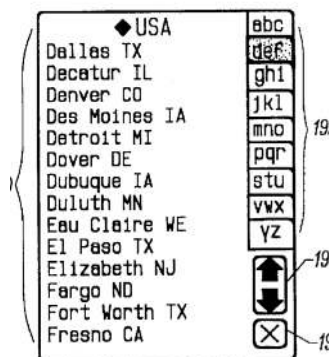 ◆USA
Dallas TX
Decatur IL
Denver CO
Des Moines IA
Detroit MI
Dover DE
Dubuque IA
Duluth MN
Eau Claire WE
El Paso TX
Elizabeth NJ
Fargo ND
Fort Worth TX
Fresno CA
abc
def
ghi
jkl
mno
pqr
stu
vwx
yz